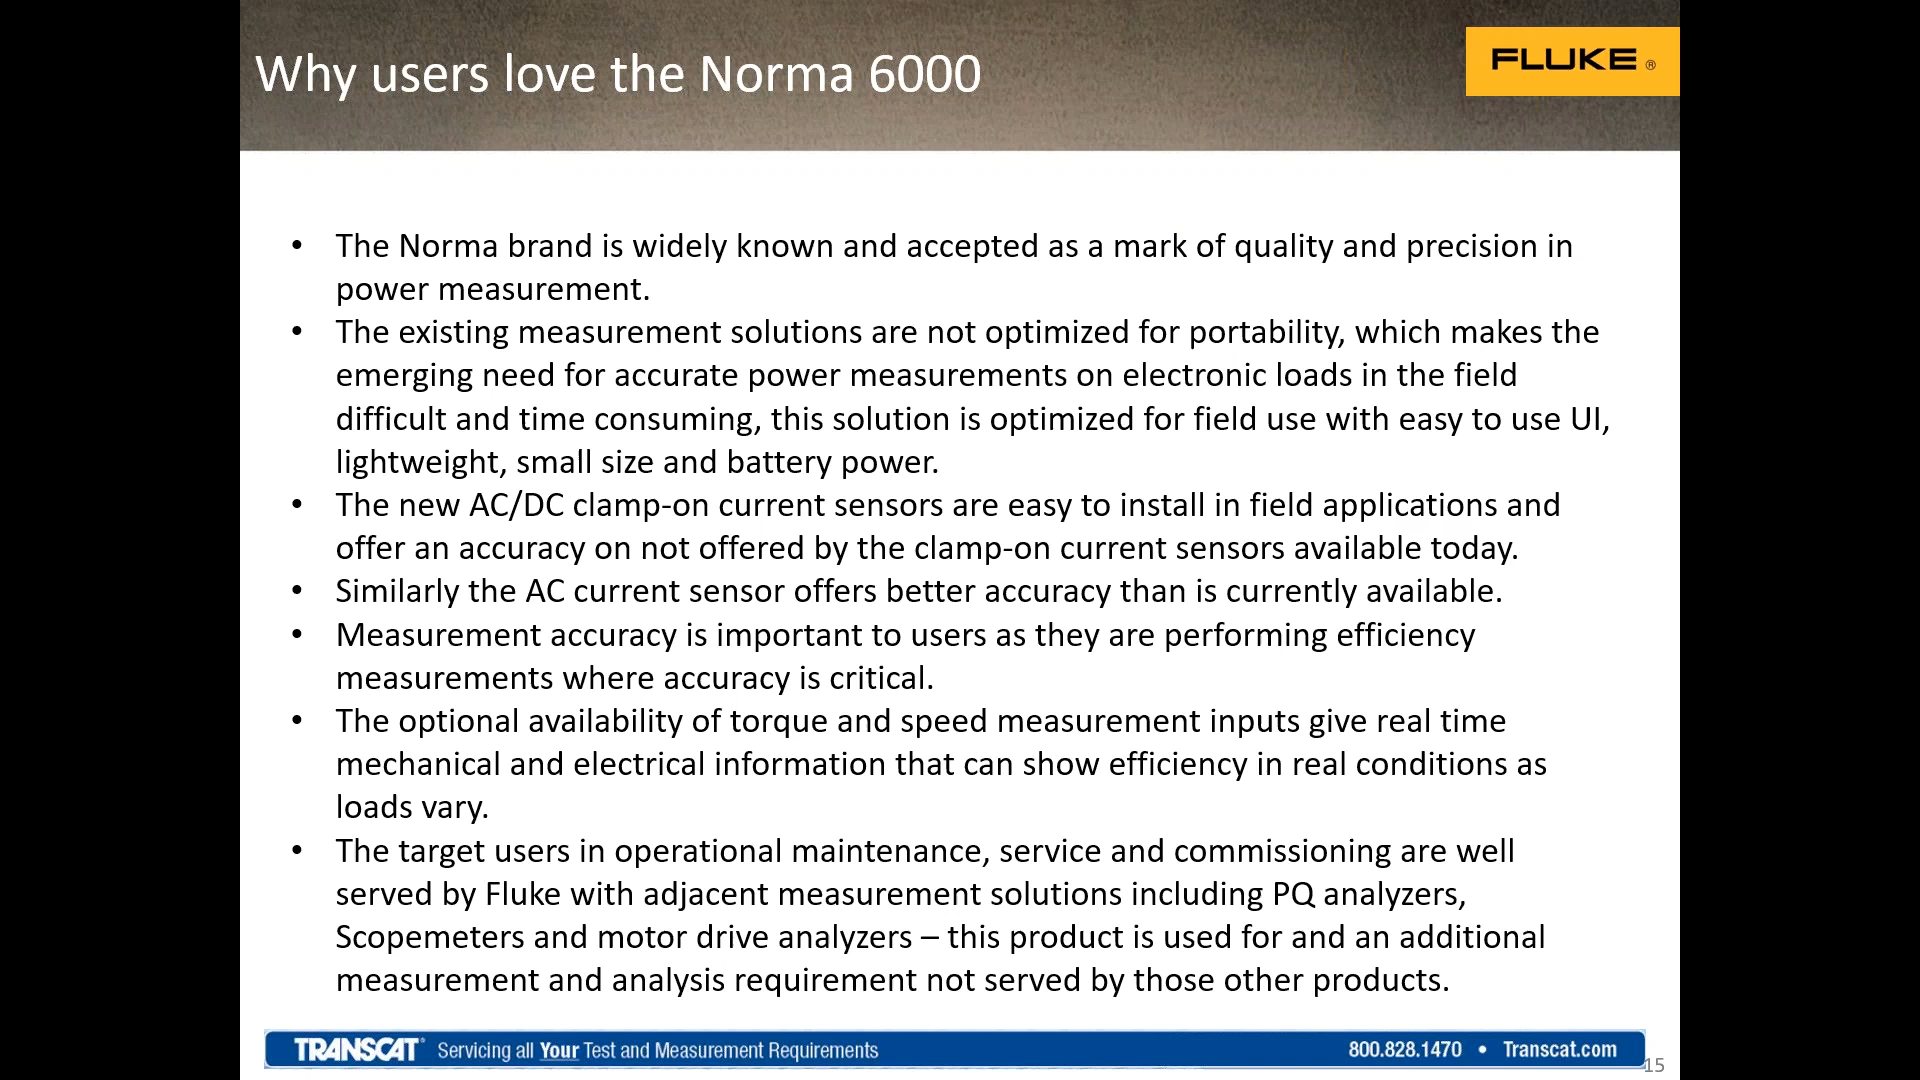 Why users love the Norma 6000
FLUKE ®
• The Norma brand is widely known and accepted as a mark of quality and precision in
power measurement.
• The existing measurement solutions are not optimized for portability, which makes the
emerging need for accurate power measurements on electronic loads in the field
difficult and time consuming, this solution is optimized for field use with easy to use UI,
lightweight, small size and battery power.
• The new AC/DC clamp-on current sensors are easy to install in field applications and
offer an accuracy on not offered by the clamp-on current sensors available today.
• Similarly the AC current sensor offers better accuracy than is currently available.
• Measurement accuracy is important to users as they are performing efficiency
measurements where accuracy is critical.
• The optional availability of torque and speed measurement inputs give real time
mechanical and electrical information that can show efficiency in real conditions as
loads vary.
• The target users in operational maintenance, service and commissioning are well
served by Fluke with adjacent measurement solutions including PQ analyzers,
Scopemeters and motor drive analyzers – this product is used for and an additional
measurement and analysis requirement not served by those other products.
TRANSCAT® Servicing all Your Test and Measurement Requirements 800.828.1470 • Transcat.com
15